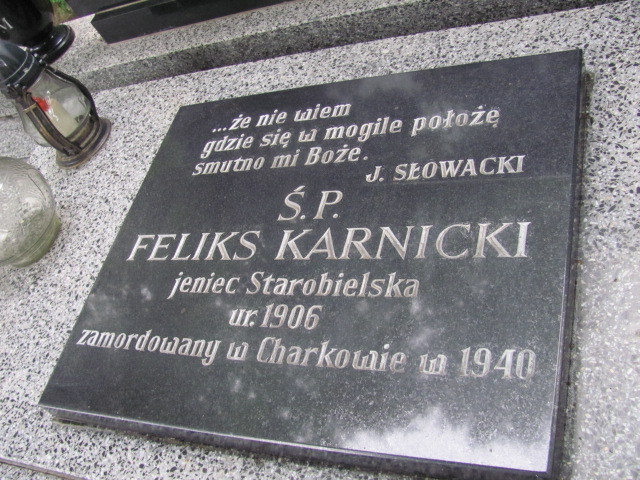 ...że nie wiem
gdzie się w mogile położę
smutno mi Boże.
J. SŁOWACKI
Ś.P.
FELIKS KARNICKI
jeniec Starobielska
ur. 1906
zamordowany w Charkowie w 1940